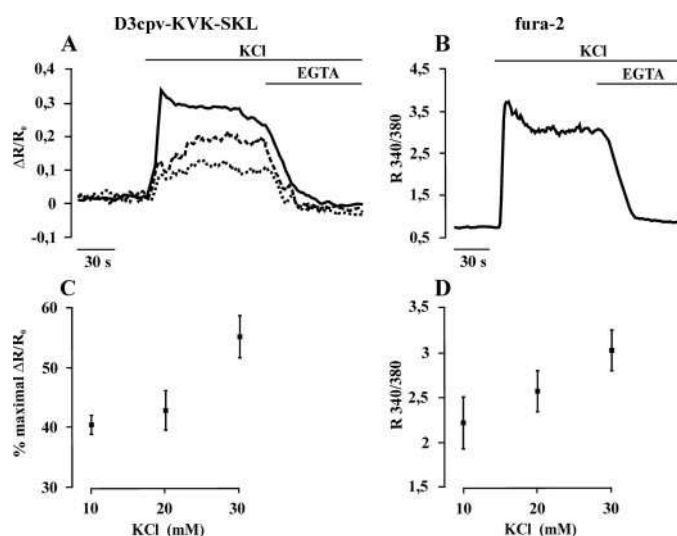 D3cpv-KVK-SKL
fura-2
A
KCl
EGTA
0,4
0,3
0,2
0,1
0
-0,1
ΔR/R₀
30 s
B
KCl
EGTA
4,5
3,5
2,5
1,5
0,5
R 340/380
30 s
C
60
50
40
30
% maximal ΔR/R₀
10
20
30
KCl (mM)
D
3,5
3
2,5
2
1,5
R 340/380
10
20
30
KCl (mM)